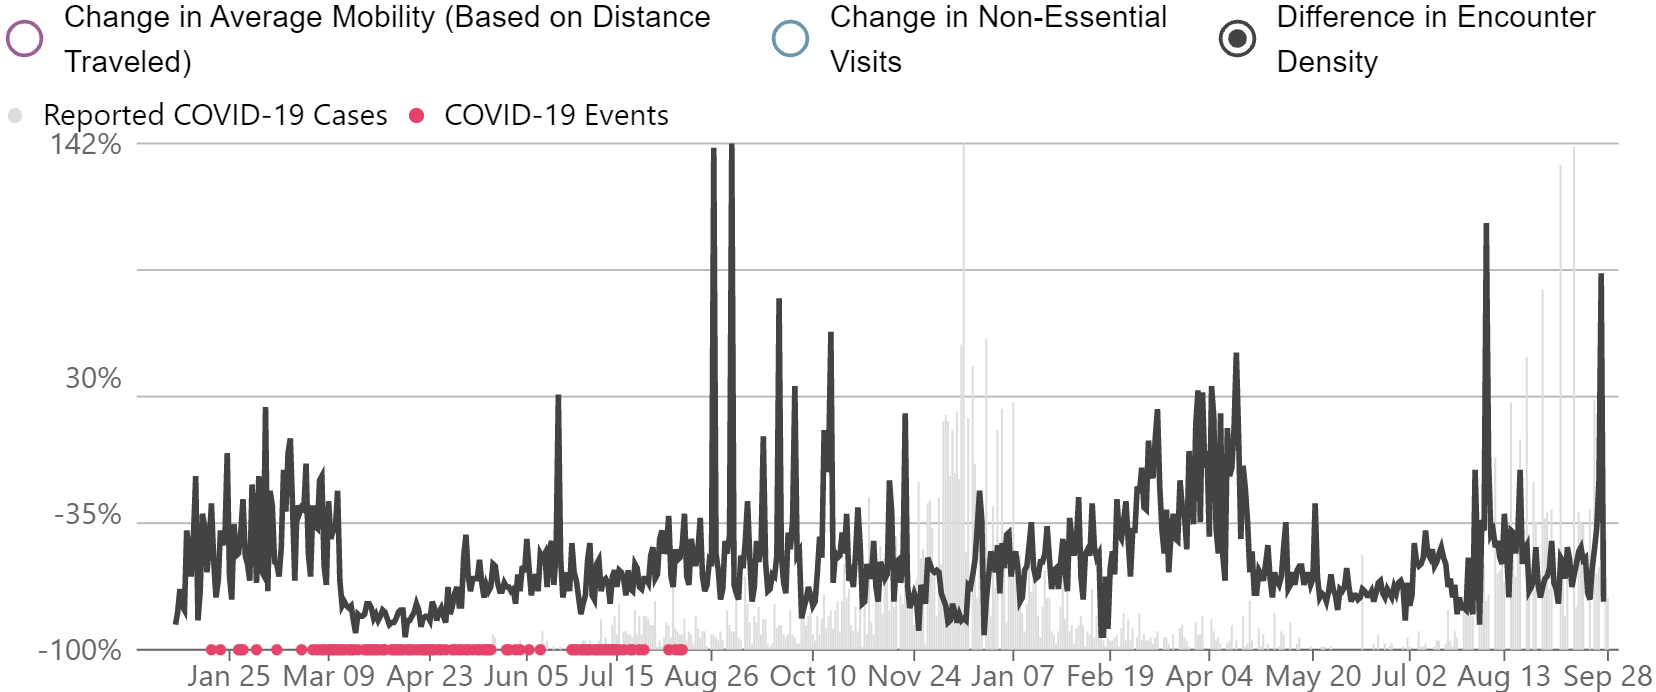 Change in Average Mobility (Based on Distance Traveled)
Change in Non-Essential Visits
Difference in Encounter Density
Reported COVID-19 Cases
COVID-19 Events
142%
30%
-35%
-100%
Jan 25 Mar 09 Apr 23 Jun 05 Jul 15 Aug 26 Oct 10 Nov 24 Jan 07 Feb 19 Apr 04 May 20 Jul 02 Aug 13 Sep 28